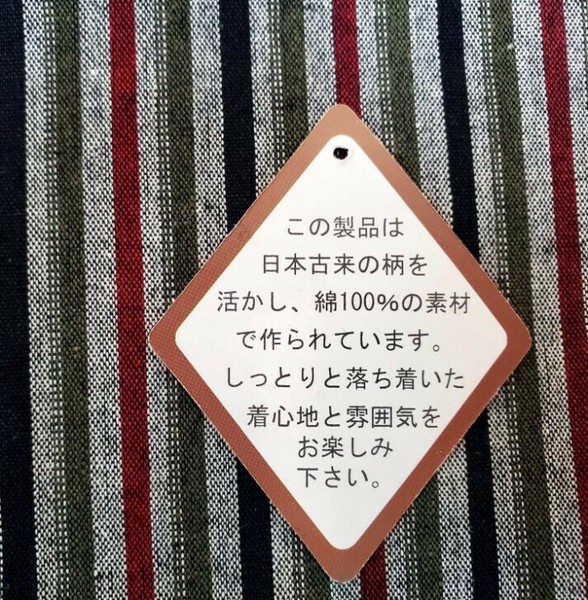 この製品は
日本古来の柄を
活かし、綿100%の素材
で作られています。
しっとりと落ち着いた
着心地と雰囲気を
お楽しみ
下さい。